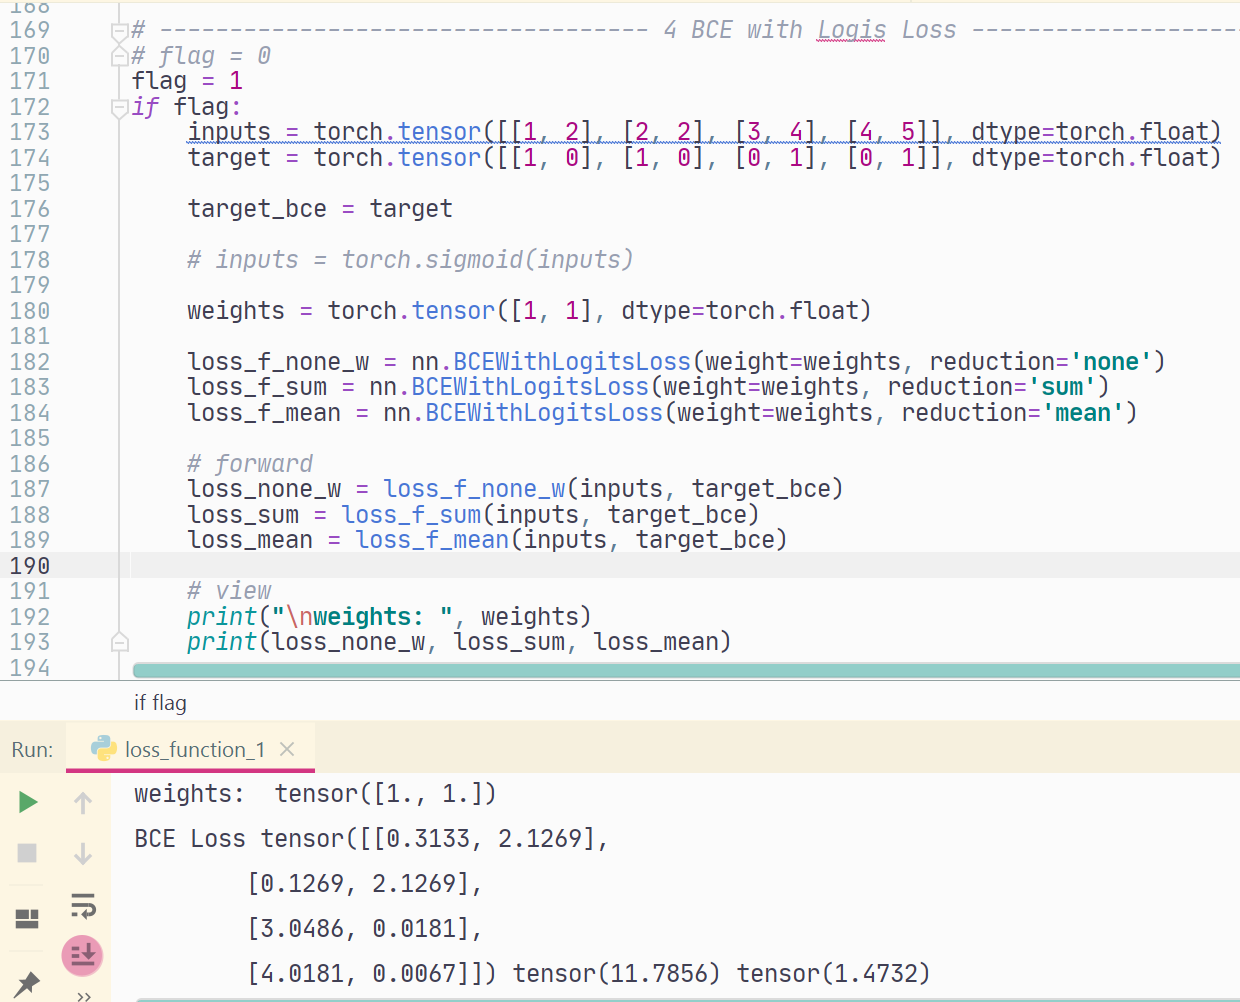 168
169 # ----------------------------------- 4 BCE with Logis Loss -------------------
170 # flag = 0
171 flag = 1
172 if flag:
173     inputs = torch.tensor([[1, 2], [2, 2], [3, 4], [4, 5]], dtype=torch.float)
174     target = torch.tensor([[1, 0], [1, 0], [0, 1], [0, 1]], dtype=torch.float)
175
176     target_bce = target
177
178     # inputs = torch.sigmoid(inputs)
179
180     weights = torch.tensor([1, 1], dtype=torch.float)
181
182     loss_f_none_w = nn.BCEWithLogitsLoss(weight=weights, reduction='none')
183     loss_f_sum = nn.BCEWithLogitsLoss(weight=weights, reduction='sum')
184     loss_f_mean = nn.BCEWithLogitsLoss(weight=weights, reduction='mean')
185
186     # forward
187     loss_none_w = loss_f_none_w(inputs, target_bce)
188     loss_sum = loss_f_sum(inputs, target_bce)
189     loss_mean = loss_f_mean(inputs, target_bce)
190
191     # view
192     print("\nweights: ", weights)
193     print(loss_none_w, loss_sum, loss_mean)
194
if flag
Run: loss_function_1 ×
weights:  tensor([1., 1.])
BCE Loss tensor([[0.3133, 2.1269],
        [0.1269, 2.1269],
        [3.0486, 0.0181],
        [4.0181, 0.0067]]) tensor(11.7856) tensor(1.4732)